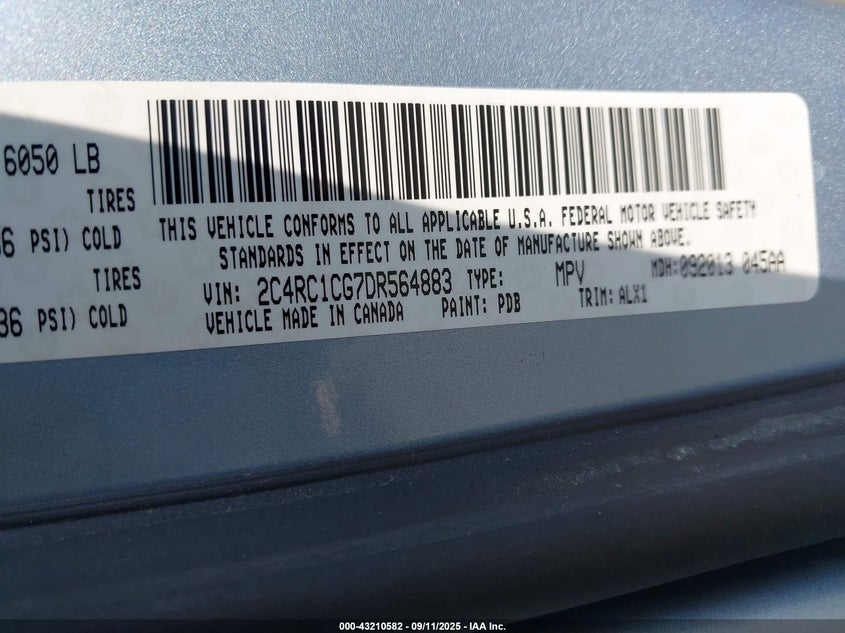 6050 LB
TIRES
36 PSI) COLD
TIRES
36 PSI) COLD
THIS VEHICLE CONFORMS TO ALL APPLICABLE U.S.A. FEDERAL MOTOR VEHICLE SAFETY
STANDARDS IN EFFECT ON THE DATE OF MANUFACTURE SHOWN ABOVE.
VIN: 2C4RC1CG7DR564883 TYPE: MPV MDH:092013 045AA
VEHICLE MADE IN CANADA PAINT: PDB TRIM: ALX1
000-43210582 - 09/11/2025 - IAA Inc.